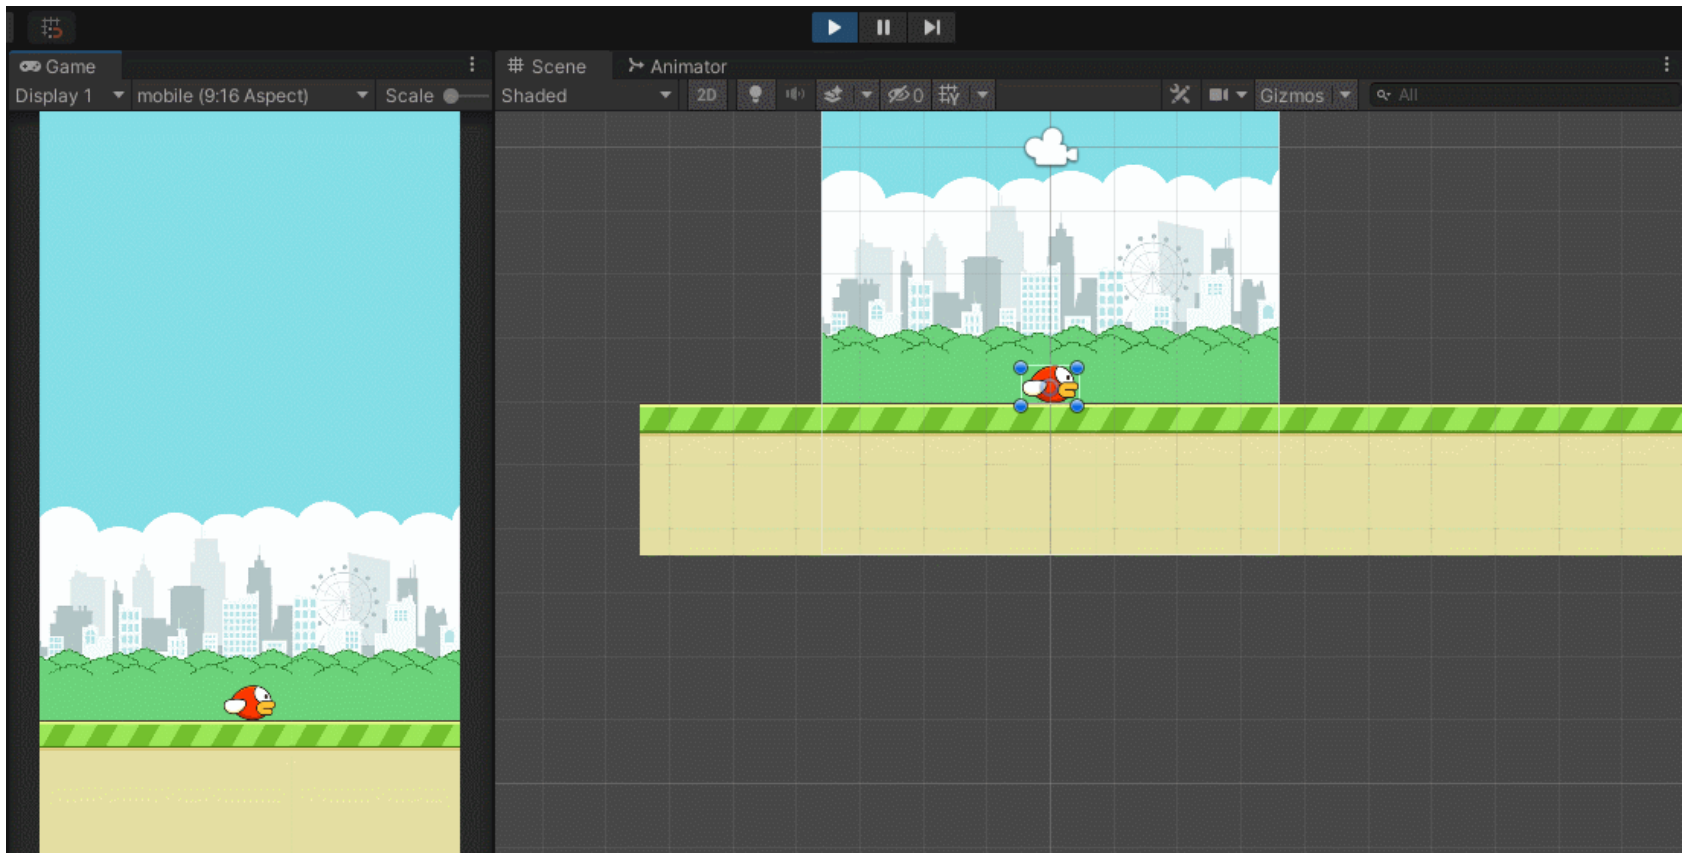 Game
Scene
Animator
Display 1
mobile (9:16 Aspect)
Scale
Shaded
2D
0
Gizmos
All